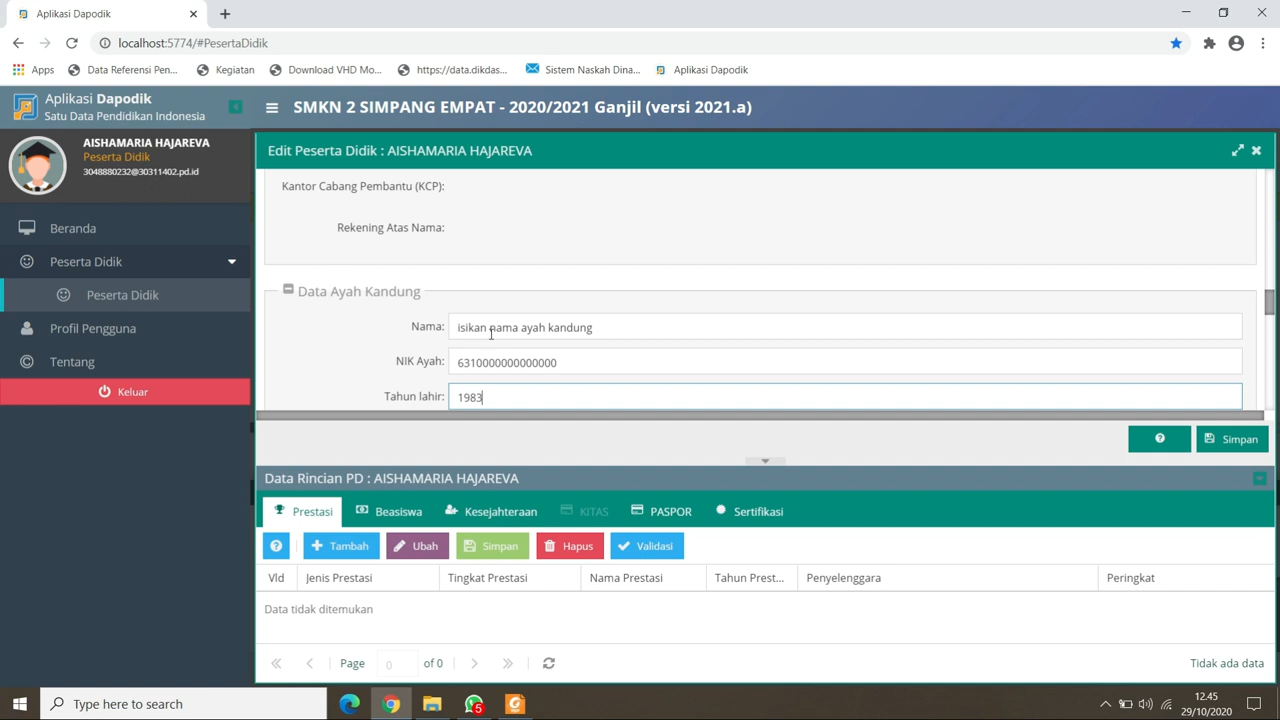 Aplikasi Dapodik
localhost:5774/#PesertaDidik
Apps Data Referensi Pen... Kegiatan Download VHD Mo... https://data.dikdas... Sistem Naskah Dina... Aplikasi Dapodik
Aplikasi Dapodik
Satu Data Pendidikan Indonesia
SMKN 2 SIMPANG EMPAT - 2020/2021 Ganjil (versi 2021.a)
AISHAMARIA HAJAREVA
Peserta Didik
3048880232@30311402.pd.id
Beranda
Peserta Didik
Peserta Didik
Profil Pengguna
Tentang
Keluar
Edit Peserta Didik : AISHAMARIA HAJAREVA
Kantor Cabang Pembantu (KCP):
Rekening Atas Nama:
Data Ayah Kandung
Nama: isikan nama ayah kandung
NIK Ayah: 6310000000000000
Tahun lahir: 1983
Simpan
Data Rincian PD : AISHAMARIA HAJAREVA
Prestasi Beasiswa Kesejahteraan KITAS PASPOR Sertifikasi
Tambah Ubah Simpan Hapus Validasi
Vld Jenis Prestasi Tingkat Prestasi Nama Prestasi Tahun Prest... Penyelenggara Peringkat
Data tidak ditemukan
Page 0 of 0 Tidak ada data
Type here to search
5
12.45
29/10/2020